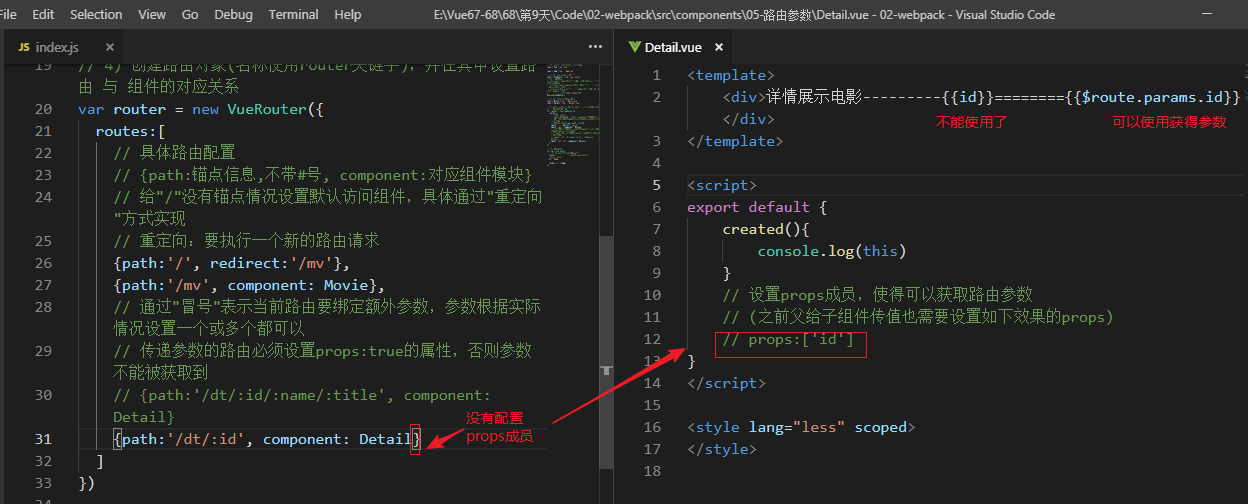 File Edit Selection View Go Debug Terminal Help E:\Vue67-68\68\第9天\Code\02-webpack\src\components\05-路由参数\Detail.vue - 02-webpack - Visual Studio Code
JS index.js × ···
19 // 4) 创建路由对象(名称使用router关键字), 并在其中设置路
由 与 组件的对应关系
20 var router = new VueRouter({
21 routes:[
22 // 具体路由配置
23 // {path:锚点信息,不带#号, component:对应组件模块}
24 // 给"/"没有锚点情况设置默认访问组件，具体通过"重定向
"方式实现
25 // 重定向：要执行一个新的路由请求
26 {path:'/', redirect:'/mv'},
27 {path:'/mv', component: Movie},
28 // 通过"冒号"表示当前路由要绑定额外参数，参数根据实际
情况设置一个或多个都可以
29 // 传递参数的路由必须设置props:true的属性，否则参数
不能被获取到
30 // {path:'/dt/:id/:name/:title', component:
Detail}
31 {path:'/dt/:id', component: Detail}
32 ]
33 })
34
没有配置
props成员
Detail.vue ×
1 <template>
2 <div>详情展示电影---------{{id}}========{{$route.params.id}}
</div>
不能使用了 可以使用获得参数
3 </template>
4
5 <script>
6 export default {
7 created(){
8 console.log(this)
9 }
10 // 设置props成员，使得可以获取路由参数
11 // (之前父给子组件传值也需要设置如下效果的props)
12 // props:['id']
13 }
14 </script>
15
16 <style lang="less" scoped>
17 </style>
18